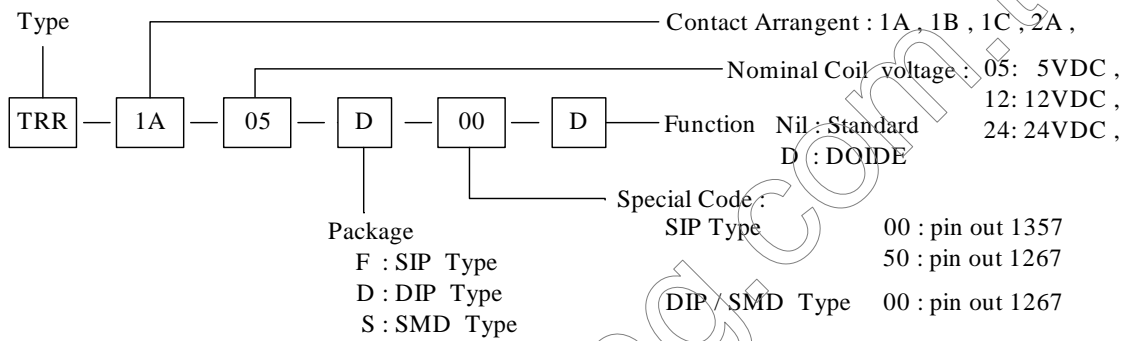 Type
Contact Arrangent : 1A , 1B , 1C , 2A ,
Nominal Coil voltage : 05: 5VDC ,
12: 12VDC ,
24: 24VDC ,
TRR — 1A — 05 — D — 00 — D
Function Nil : Standard
D : DOIDE
Special Code :
SIP Type 00 : pin out 1357
50 : pin out 1267
DIP / SMD Type 00 : pin out 1267
Package
F : SIP Type
D : DIP Type
S : SMD Type